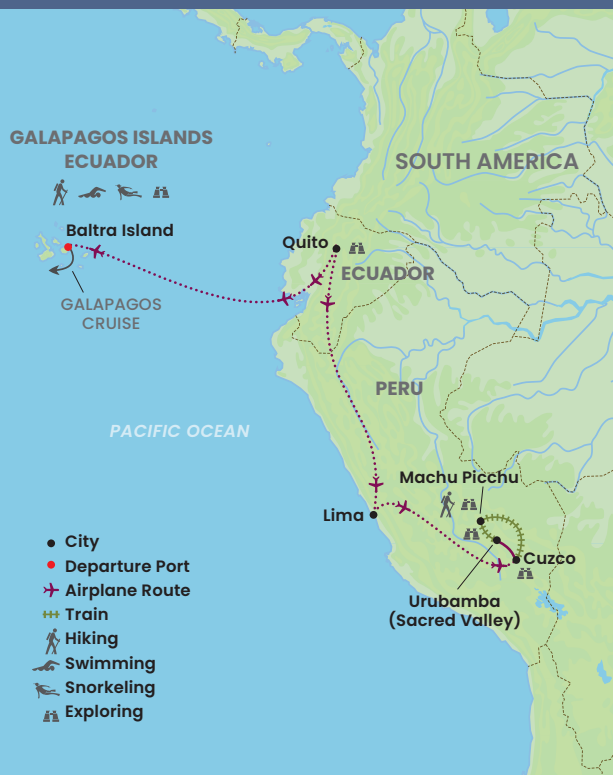 GALAPAGOS ISLANDS
ECUADOR
SOUTH AMERICA
Baltra Island
Quito
ECUADOR
GALAPAGOS
CRUISE
PERU
PACIFIC OCEAN
Machu Picchu
Lima
Cuzco
Urubamba
(Sacred Valley)
City
Departure Port
Airplane Route
Train
Hiking
Swimming
Snorkeling
Exploring